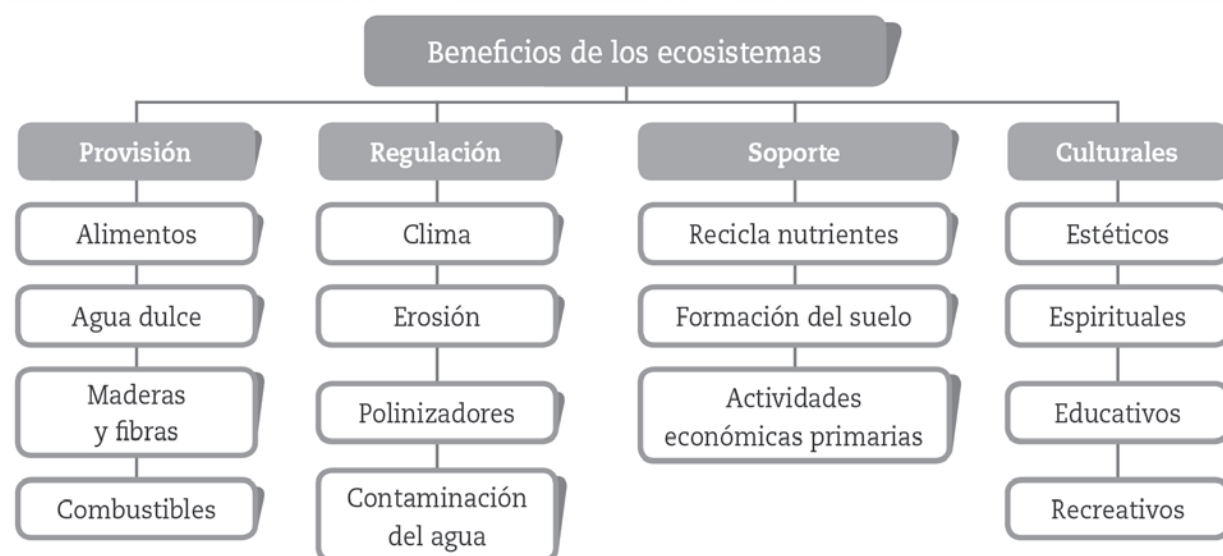 Beneficios de los ecosistemas
Provisión
Alimentos
Agua dulce
Maderas
y fibras
Combustibles
Regulación
Clima
Erosión
Polinizadores
Contaminación
del agua
Soporte
Recicla nutrientes
Formación del suelo
Actividades
económicas primarias
Culturales
Estéticos
Espirituales
Educativos
Recreativos